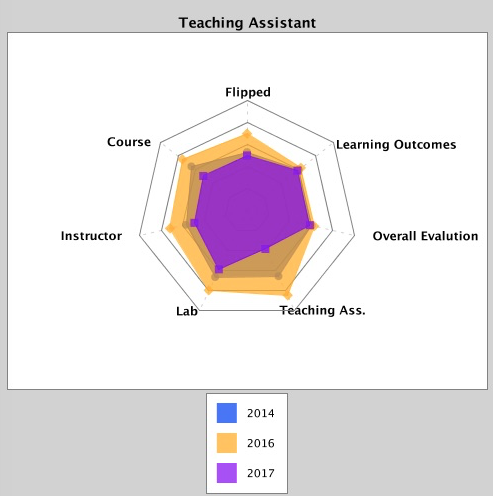 Teaching Assistant
Flipped
Course
Learning Outcomes
Instructor
Overall Evalution
Lab
Teaching Ass.
2014
2016
2017